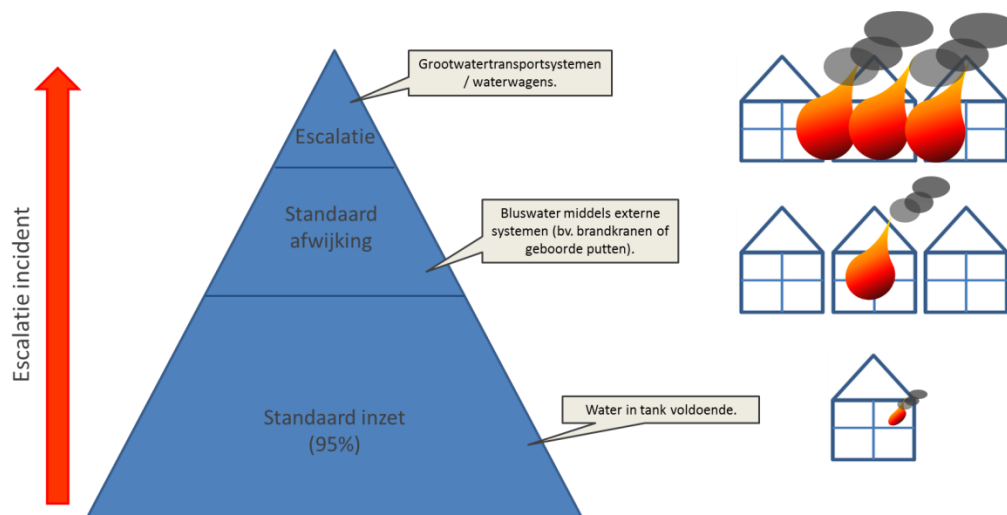 Escalatie incident
Grootwatertransportsystemen
/ waterwagens.
Escalatie
Standaard
afwijking
Bluswater middels externe
systemen (bv. brandkranen of
geboorde putten).
Standaard inzet
(95%)
Water in tank voldoende.